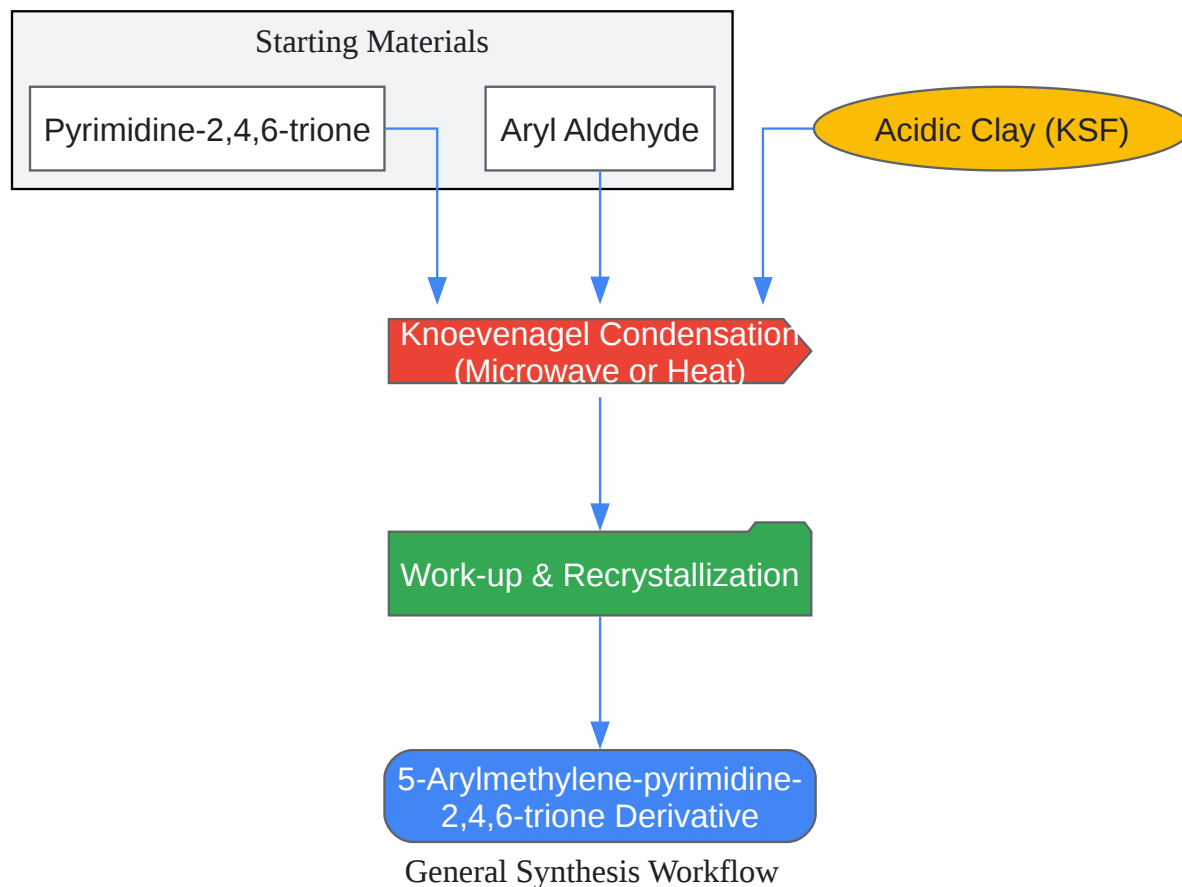 Starting Materials
Pyrimidine-2,4,6-trione
Aryl Aldehyde
Acidic Clay (KSF)
Knoevenagel Condensation
(Microwave or Heat)
Work-up & Recrystallization
5-Arylmethylene-pyrimidine-
2,4,6-trione Derivative
General Synthesis Workflow